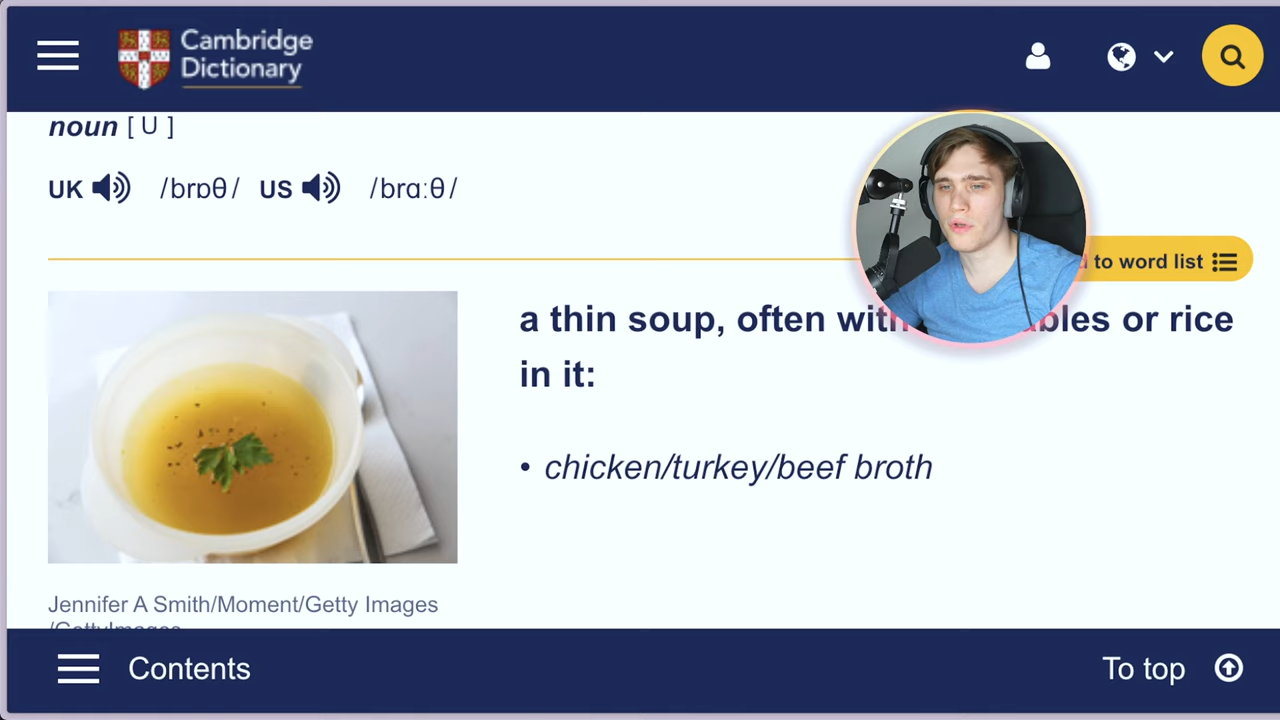 Cambridge
Dictionary
noun [ U ]
UK /brɒθ/ US /brɑːθ/
to word list
a thin soup, often with or rice
in it:
• chicken/turkey/beef broth
Jennifer A Smith/Moment/Getty Images
/GettyImages
Contents
To top